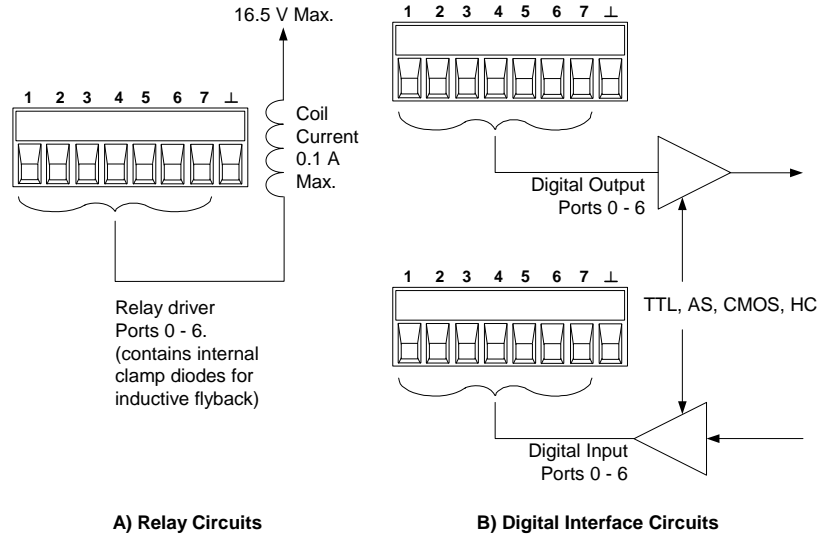 16.5 V Max.
1 2 3 4 5 6 7 ⊥
Coil
Current
0.1 A
Max.
Relay driver
Ports 0 - 6.
(contains internal
clamp diodes for
inductive flyback)
A) Relay Circuits
1 2 3 4 5 6 7 ⊥
Digital Output
Ports 0 - 6
TTL, AS, CMOS, HC
1 2 3 4 5 6 7 ⊥
Digital Input
Ports 0 - 6
B) Digital Interface Circuits